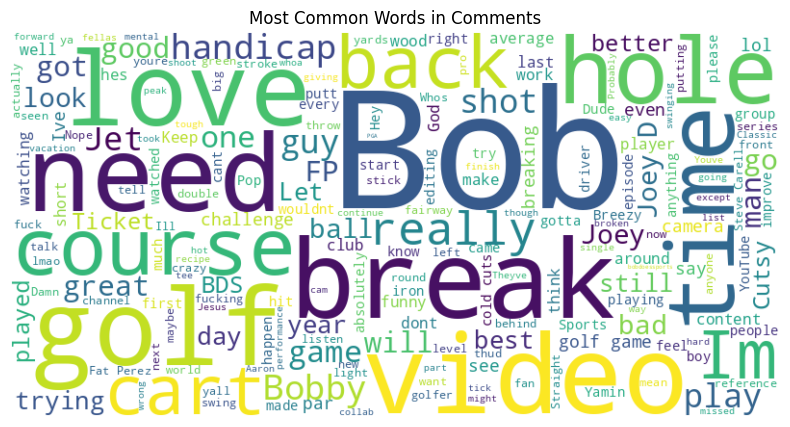 Most Common Words in Comments
forward fellas mental
ya
well
actually
youre shoot whoa
hes
good handicap
green stroke
big
giving
yards wood right average
pro
better
lol
please
last work
Dude
putting
love back hole
got
look
peak
seen
putt every
Hey
Whos
God
shot
even
group
series
Classic
front
Probably
easy
swinging
watching
Ive
Nope
Jet
took
tough
Keep one
cant
guy
throw
PGA
need Bob time
vacation
tell
watched
double
Pop
FP
Let
start
stick
editing
try
make
breaking
driver
player
episode
Joey D
anything
man go
Youve
going
except
list
Steve Carell
improve
short
Ticket
Ill
challenge
wouldnt
finish
continue
fairway
though
gotta
Breezy
broken
camera
YouTube
Cutsy
fuck
talk
lmao
course
hot
recipe
crazy
tee
much
ball really
Joey
now
single
club know left came
round
iron
cold cuts
Theyve
around
say
anyone
played
great
Damn
channel
BDS
fucking
Jesus
first
hit
happen
performance
absolutely
funny
cam
break
think
still
playing
way
content
golf
maybe
next
day
year
listen
dont
behind
Sports
bad
people
Fat Perez
world
Aaron
game will best
golf game feel
hard
boy
Im
reference
trying
wrong
cart
yall
swing
Bobby
new
light
made par
level
part
want
golfer
tick
might
collab
thud
see
fan
Straight
video
Yamin
mean
play
missed